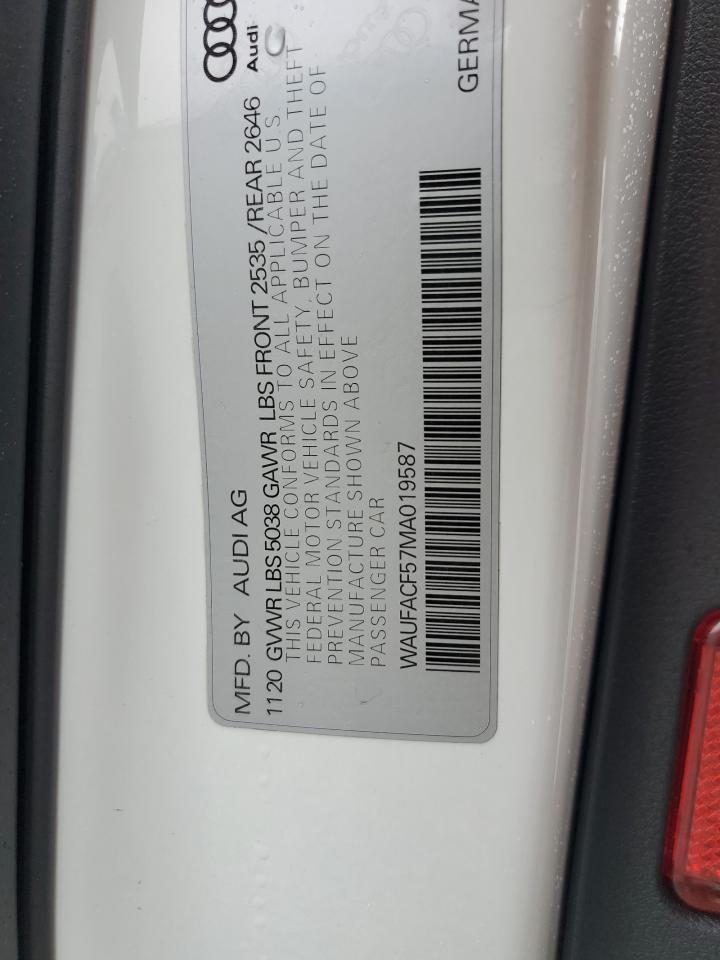 MFD. BY AUDI AG
Audi
1120 GVWR LBS 5038 GAWR LBS FRONT 2535 /REAR 2646
THIS VEHICLE CONFORMS TO ALL APPLICABLE U.S.
FEDERAL MOTOR VEHICLE SAFETY, BUMPER AND THEFT
PREVENTION STANDARDS IN EFFECT ON THE DATE OF
MANUFACTURE SHOWN ABOVE
PASSENGER CAR
WAUFACF57MA019587
GERMA